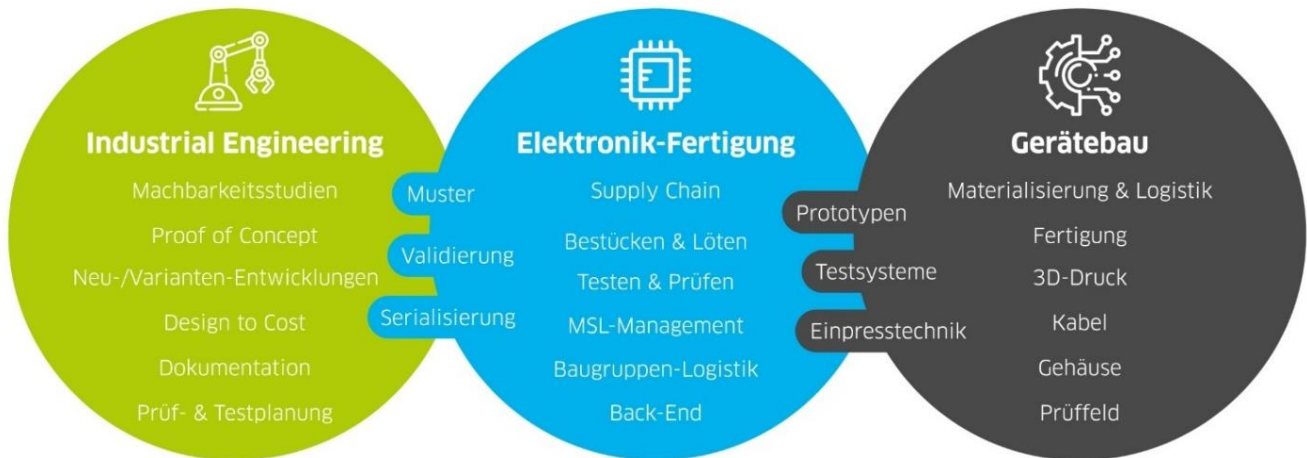 Industrial Engineering
Machbarkeitsstudien
Proof of Concept
Neu-/Varianten-Entwicklungen
Design to Cost
Dokumentation
Prüf- & Testplanung
Muster
Validierung
Serialisierung
Elektronik-Fertigung
Supply Chain
Bestücken & Löten
Testen & Prüfen
MSL-Management
Baugruppen-Logistik
Back-End
Prototypen
Testsysteme
Einpresstechnik
Gerätebau
Materialisierung & Logistik
Fertigung
3D-Druck
Kabel
Gehäuse
Prüffeld